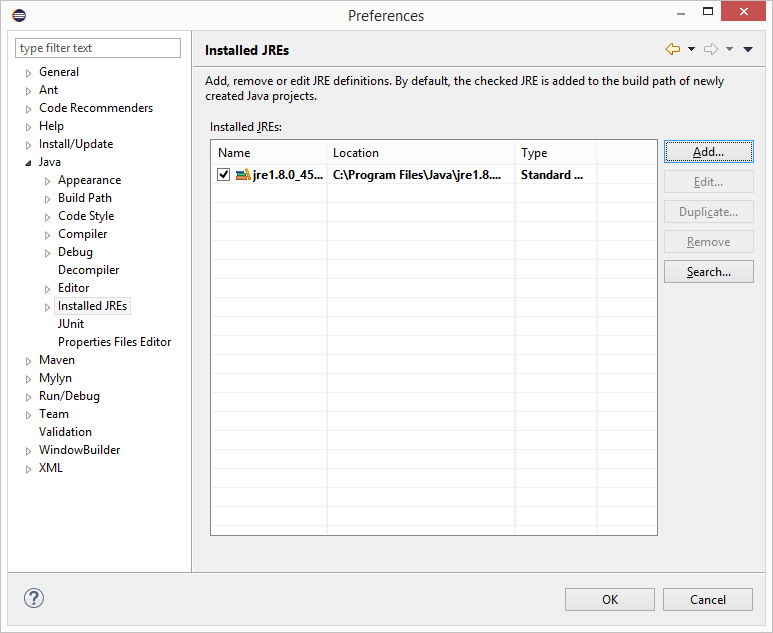 Preferences
type filter text
General
Ant
Code Recommenders
Help
Install/Update
Java
Appearance
Build Path
Code Style
Compiler
Debug
Decompiler
Editor
Installed JREs
JUnit
Properties Files Editor
Maven
Mylyn
Run/Debug
Team
Validation
WindowBuilder
XML
Installed JREs
Add, remove or edit JRE definitions. By default, the checked JRE is added to the build path of newly
created Java projects.
Installed JREs:
Name Location Type
jre1.8.0_45... C:\Program Files\Java\jre1.8.... Standard ...
Add...
Edit...
Duplicate...
Remove
Search...
?
OK Cancel